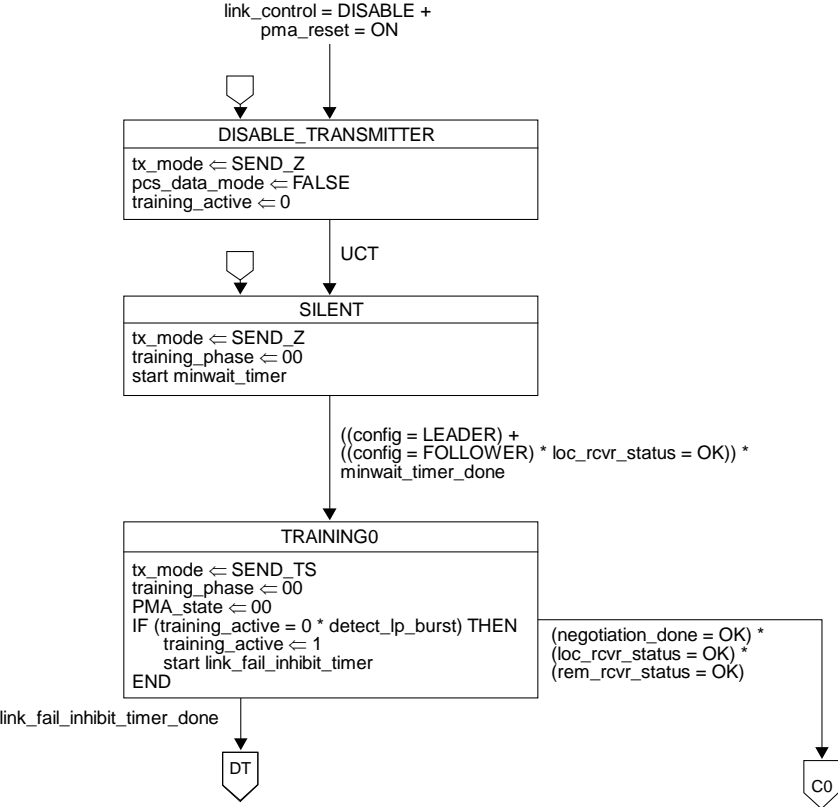 link_control = DISABLE +
pma_reset = ON
DISABLE_TRANSMITTER
tx_mode ⇐ SEND_Z
pcs_data_mode ⇐ FALSE
training_active ⇐ 0
UCT
SILENT
tx_mode ⇐ SEND_Z
training_phase ⇐ 00
start minwait_timer
((config = LEADER) +
((config = FOLLOWER) * loc_rcvr_status = OK)) *
minwait_timer_done
TRAINING0
tx_mode ⇐ SEND_TS
training_phase ⇐ 00
PMA_state ⇐ 00
IF (training_active = 0 * detect_lp_burst) THEN
training_active ⇐ 1
start link_fail_inhibit_timer
END
(negotiation_done = OK) *
(loc_rcvr_status = OK) *
(rem_rcvr_status = OK)
link_fail_inhibit_timer_done
DT
C0